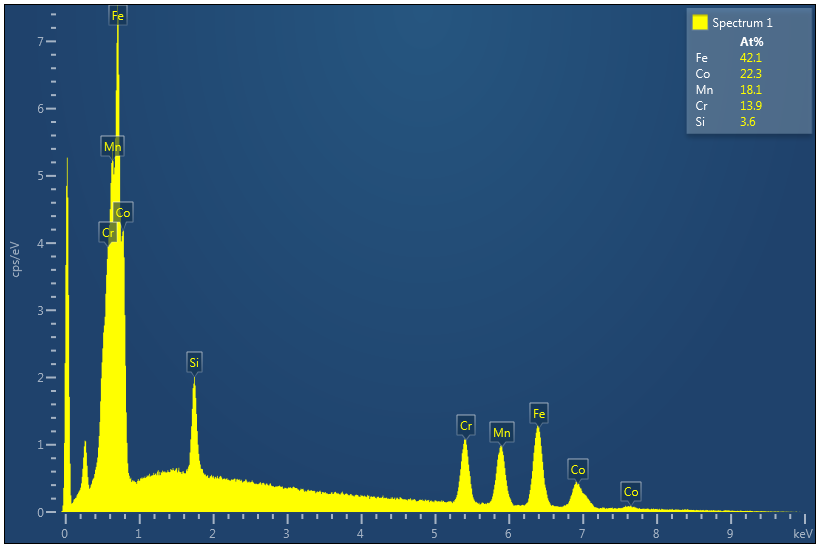 Fe
Spectrum 1
At%
Fe 42.1
Co 22.3
Mn 18.1
Cr 13.9
Si 3.6
7
6
Mn
5
Co
Cr
4
cps/eV
3
Si
2
Fe
Cr
Mn
1
Co
Co
0
0 1 2 3 4 5 6 7 8 9 keV